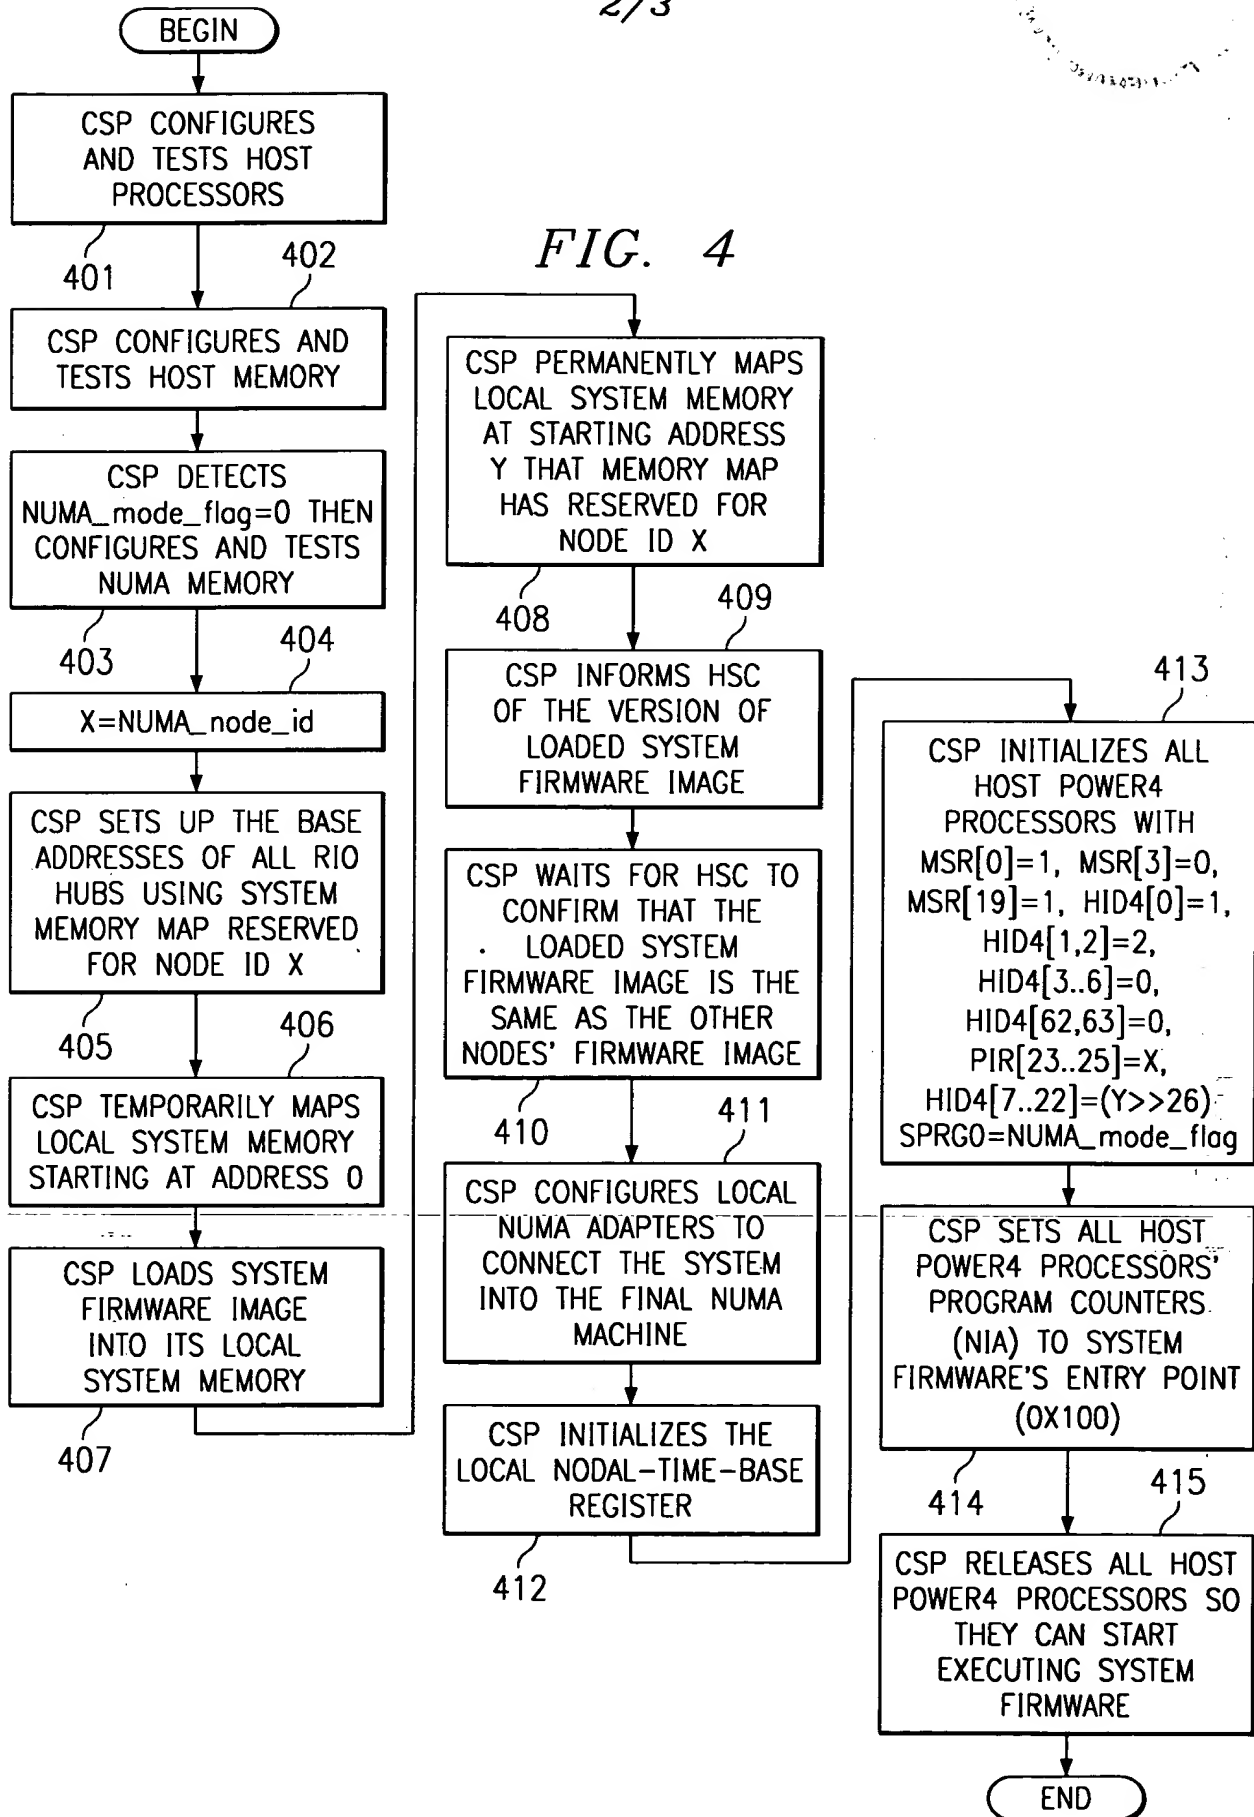 2/3
BEGIN
CSP CONFIGURES
AND TESTS HOST
PROCESSORS
401
402
CSP CONFIGURES AND
TESTS HOST MEMORY
CSP DETECTS
NUMA_mode_flag=0 THEN
CONFIGURES AND TESTS
NUMA MEMORY
403
404
X=NUMA_node_id
CSP SETS UP THE BASE
ADDRESSES OF ALL RIO
HUBS USING SYSTEM
MEMORY MAP RESERVED
FOR NODE ID X
405
406
CSP TEMPORARILY MAPS
LOCAL SYSTEM MEMORY
STARTING AT ADDRESS 0
CSP LOADS SYSTEM
FIRMWARE IMAGE
INTO ITS LOCAL
SYSTEM MEMORY
407
FIG. 4
CSP PERMANENTLY MAPS
LOCAL SYSTEM MEMORY
AT STARTING ADDRESS
Y THAT MEMORY MAP
HAS RESERVED FOR
NODE ID X
408
409
CSP INFORMS HSC
OF THE VERSION OF
LOADED SYSTEM
FIRMWARE IMAGE
CSP WAITS FOR HSC TO
CONFIRM THAT THE
LOADED SYSTEM
FIRMWARE IMAGE IS THE
SAME AS THE OTHER
NODES' FIRMWARE IMAGE
410
411
CSP CONFIGURES LOCAL
NUMA ADAPTERS TO
CONNECT THE SYSTEM
INTO THE FINAL NUMA
MACHINE
CSP INITIALIZES THE
LOCAL NODAL-TIME-BASE
REGISTER
412
413
CSP INITIALIZES ALL
HOST POWER4
PROCESSORS WITH
MSR[0]=1, MSR[3]=0,
MSR[19]=1, HID4[0]=1,
HID4[1,2]=2,
HID4[3..6]=0,
HID4[62,63]=0,
PIR[23..25]=X,
HID4[7..22]=(Y>>26)
SPRG0=NUMA_mode_flag
CSP SETS ALL HOST
POWER4 PROCESSORS'
PROGRAM COUNTERS
(NIA) TO SYSTEM
FIRMWARE'S ENTRY POINT
(0X100)
414
415
CSP RELEASES ALL HOST
POWER4 PROCESSORS SO
THEY CAN START
EXECUTING SYSTEM
FIRMWARE
END